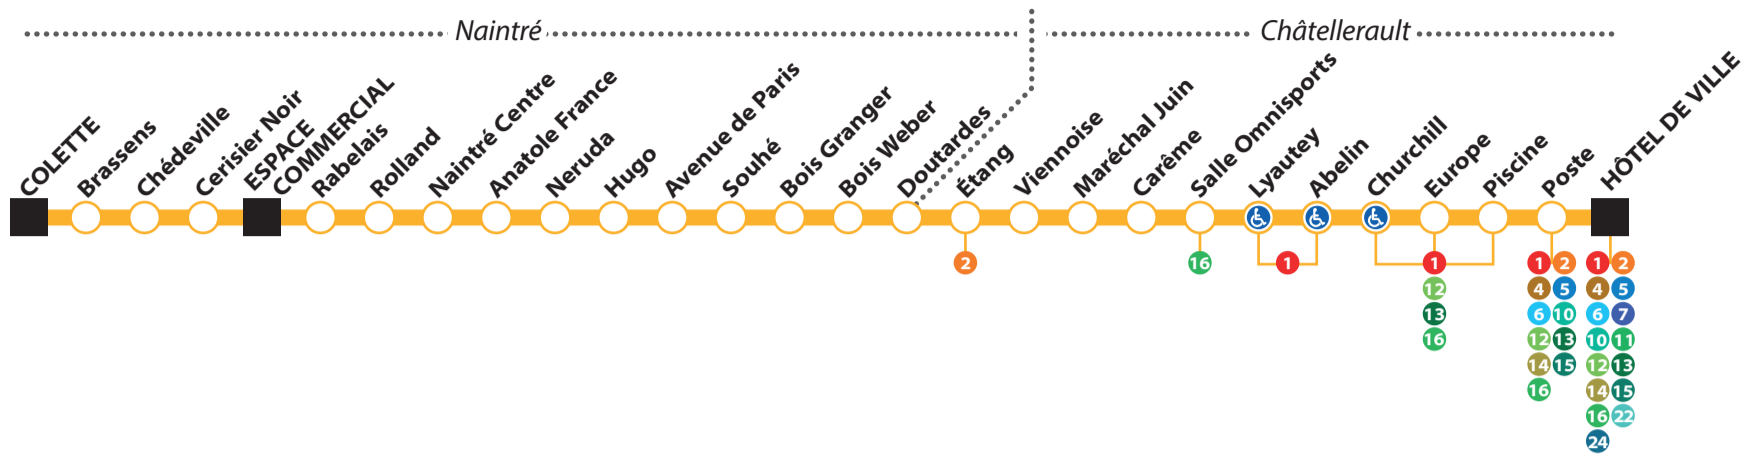 Naintré
Châtellerault
COLETTE
Brassens
Chédeville
Cerisier Noir
ESPACE
COMMERCIAL
Rabelais
Rolland
Naintré Centre
Anatole France
Neruda
Hugo
Avenue de Paris
Souhé
Bois Granger
Bois Weber
Doutardes
Étang
Viennoise
Maréchal Juin
Carême
Salle Omnisports
Lyautey
Abelin
Churchill
Europe
Piscine
Poste
HÔTEL DE VILLE
2
16
1
1
12
13
16
1 2
4 5
6 10
12 13
14 15
16
1 2
4 5
6 7
10 11
12 13
14 15
16 22
24